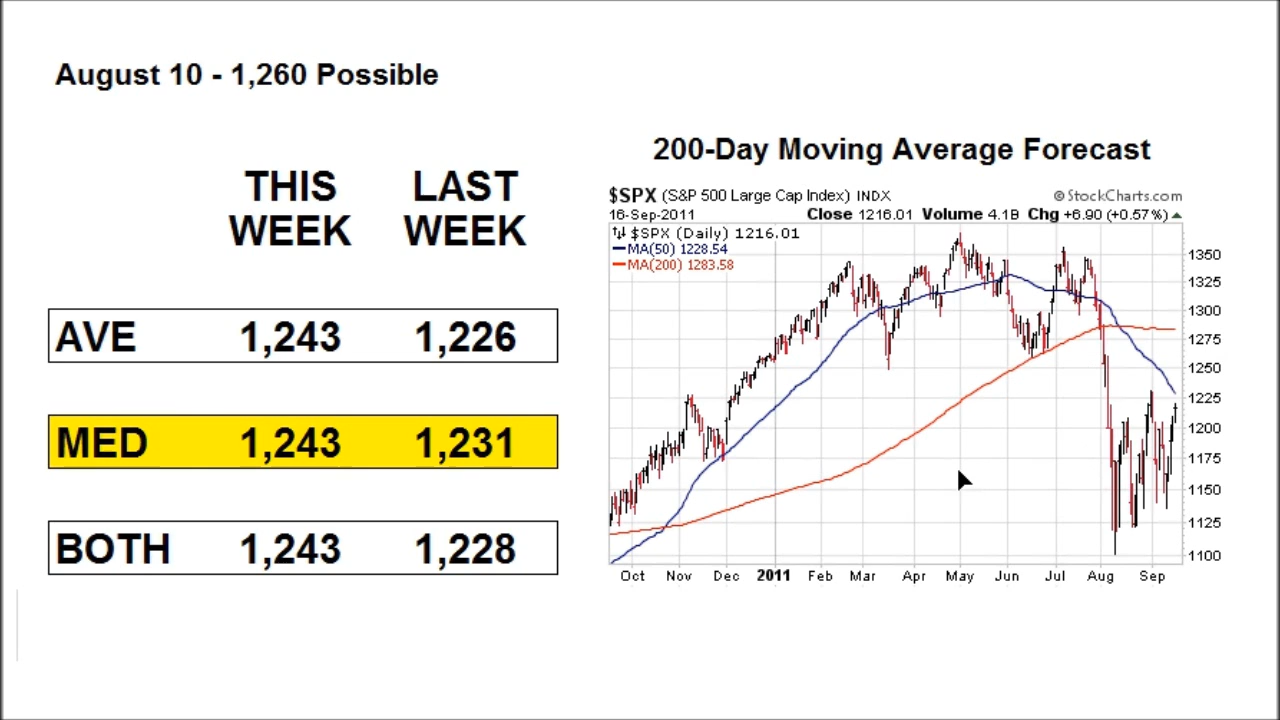 August 10 - 1,260 Possible
THIS WEEK
LAST WEEK
AVE 1,243 1,226
MED 1,243 1,231
BOTH 1,243 1,228
200-Day Moving Average Forecast
$SPX (S&P 500 Large Cap Index) INDX © StockCharts.com
16-Sep-2011 Close 1216.01 Volume 4.1B Chg +6.90 (+0.57%)
$SPX (Daily) 1216.01
MA(50) 1228.54
MA(200) 1283.58
1350
1325
1300
1275
1250
1225
1200
1175
1150
1125
1100
Oct Nov Dec 2011 Feb Mar Apr May Jun Jul Aug Sep